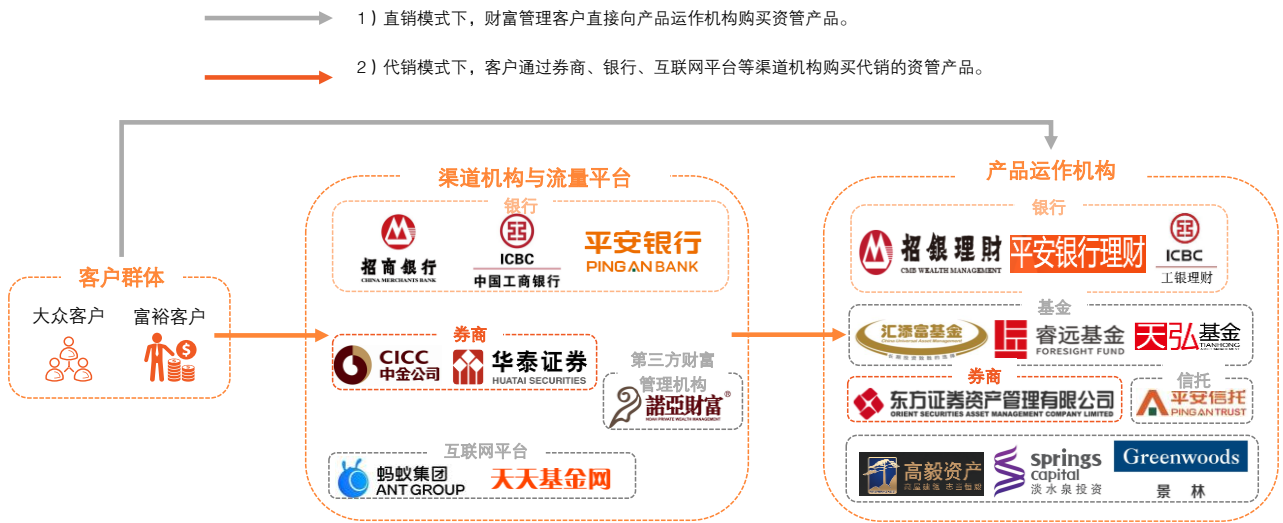 1）直销模式下，财富管理客户直接向产品运作机构购买资管产品。
2）代销模式下，客户通过券商、银行、互联网平台等渠道机构购买代销的资管产品。
客户群体
大众客户
富裕客户
渠道机构与流量平台
银行
招商银行
CHINA MERCHANTS BANK
ICBC
中国工商银行
平安银行
PINGAN BANK
券商
CICC
中金公司
华泰证券
HUATAI SECURITIES
第三方财富
管理机构
諾亞財富®
NOAH PRIVATE WEALTH MANAGEMENT
互联网平台
蚂蚁集团
ANT GROUP
天天基金网
产品运作机构
银行
招银理财
CMB WEALTH MANAGEMENT
平安银行理财
ICBC
工银理财
基金
汇添富基金
China Universal Asset Management
睿远基金
FORESIGHT FUND
天弘基金
TIANHONG
券商
东方证券资产管理有限公司
ORIENT SECURITIES ASSET MANAGEMENT COMPANY LIMITED
信托
平安信托
PINGAN TRUST
高毅资产
springs
capital
淡水泉投资
Greenwoods
景林